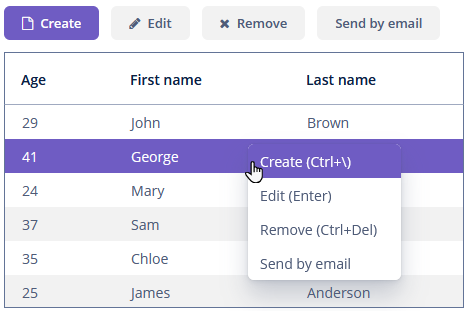 Create Edit Remove Send by email
Age First name Last name
29 John Brown
41 George Create (Ctrl+\)
24 Mary Edit (Enter)
37 Sam Remove (Ctrl+Del)
35 Chloe Send by email
25 James Anderson